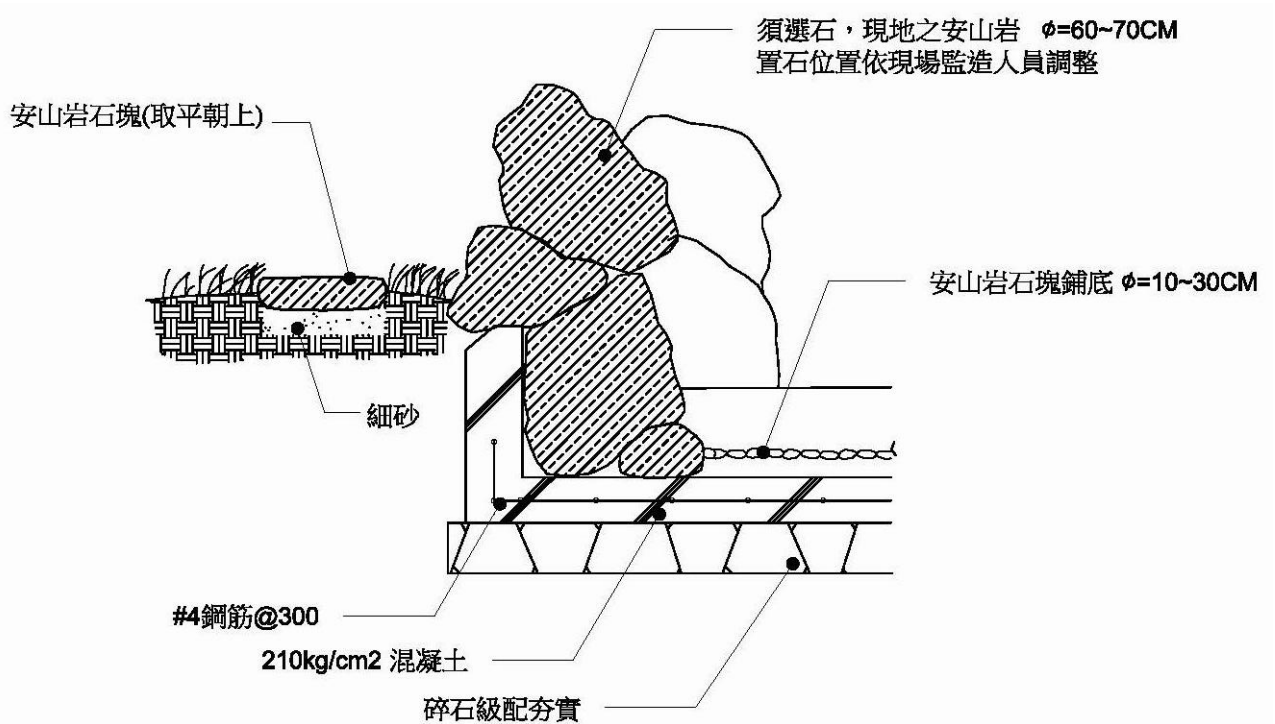 須選石，現地之安山岩 ϕ=60~70CM
置石位置依現場監造人員調整
安山岩石塊(取平朝上)
安山岩石塊鋪底 ϕ=10~30CM
細砂
#4鋼筋@300
210kg/cm2 混凝土
碎石級配夯實